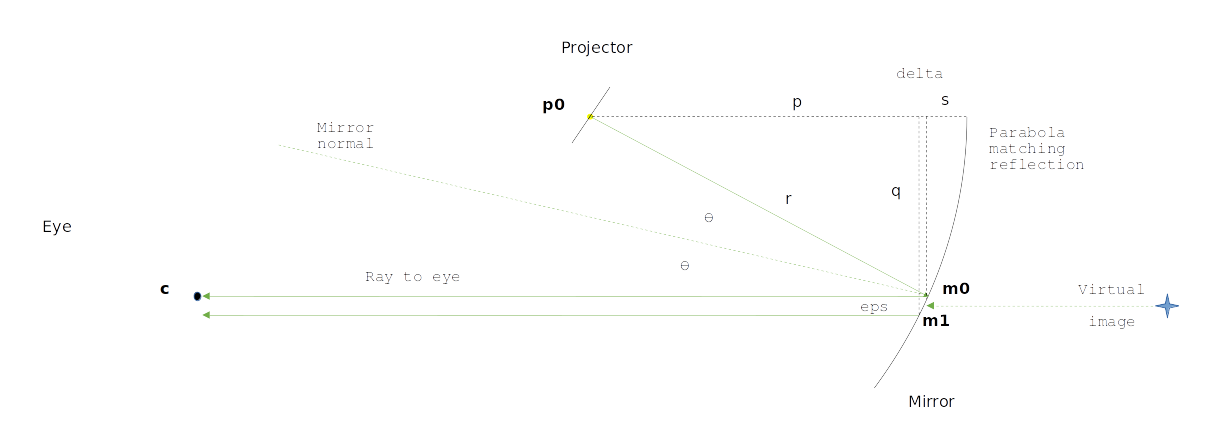 Projector
delta
p0
p
s
Mirror
normal
Parabola
matching
reflection
r
q
θ
Eye
θ
Ray to eye
c
m0
Virtual
eps
m1
image
Mirror